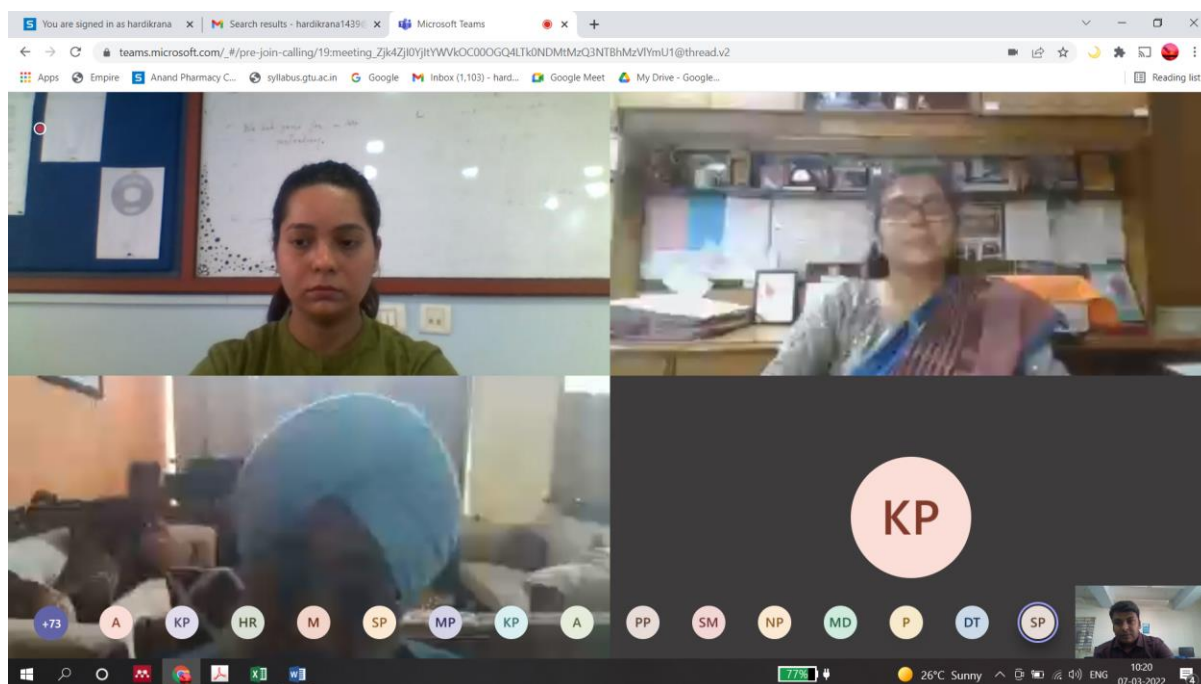 You are signed in as hardikrana
Search results - hardikrana1439@
Microsoft Teams
teams.microsoft.com/_#/pre-join-calling/19:meeting_Zjk4ZjI0YjItYWVkOC00OGQ4LTk0NDMtMzQ3NTBhMzVlYmU1@thread.v2
Apps Empire Anand Pharmacy C... syllabus.gtu.ac.in Google Inbox (1,103) - hard... Google Meet My Drive - Google... Reading list
KP
+73 A KP HR M SP MP KP A PP SM NP MD P DT SP
77% 26°C Sunny ENG 10:20
07-03-2022 4